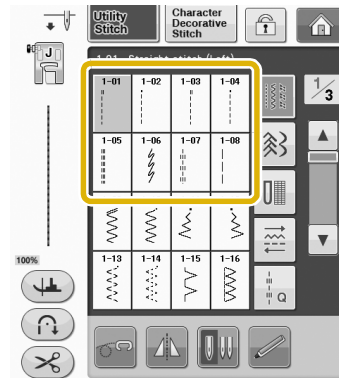 Utility
Stitch
Character
Decorative
Stitch
J
1-01 Straight stitch (Left)
1-01
1-02
1-03
1-04
1/3
1-05
1-06
1-07
1-08
100%
1-13
1-14
1-15
1-16
Q